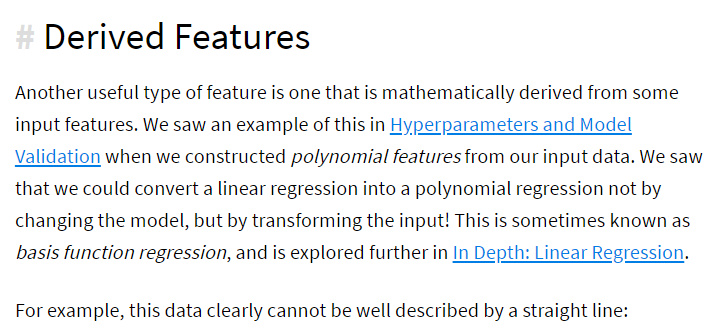 # Derived Features
Another useful type of feature is one that is mathematically derived from some
input features. We saw an example of this in Hyperparameters and Model
Validation when we constructed polynomial features from our input data. We saw
that we could convert a linear regression into a polynomial regression not by
changing the model, but by transforming the input! This is sometimes known as
basis function regression, and is explored further in In Depth: Linear Regression.
For example, this data clearly cannot be well described by a straight line: